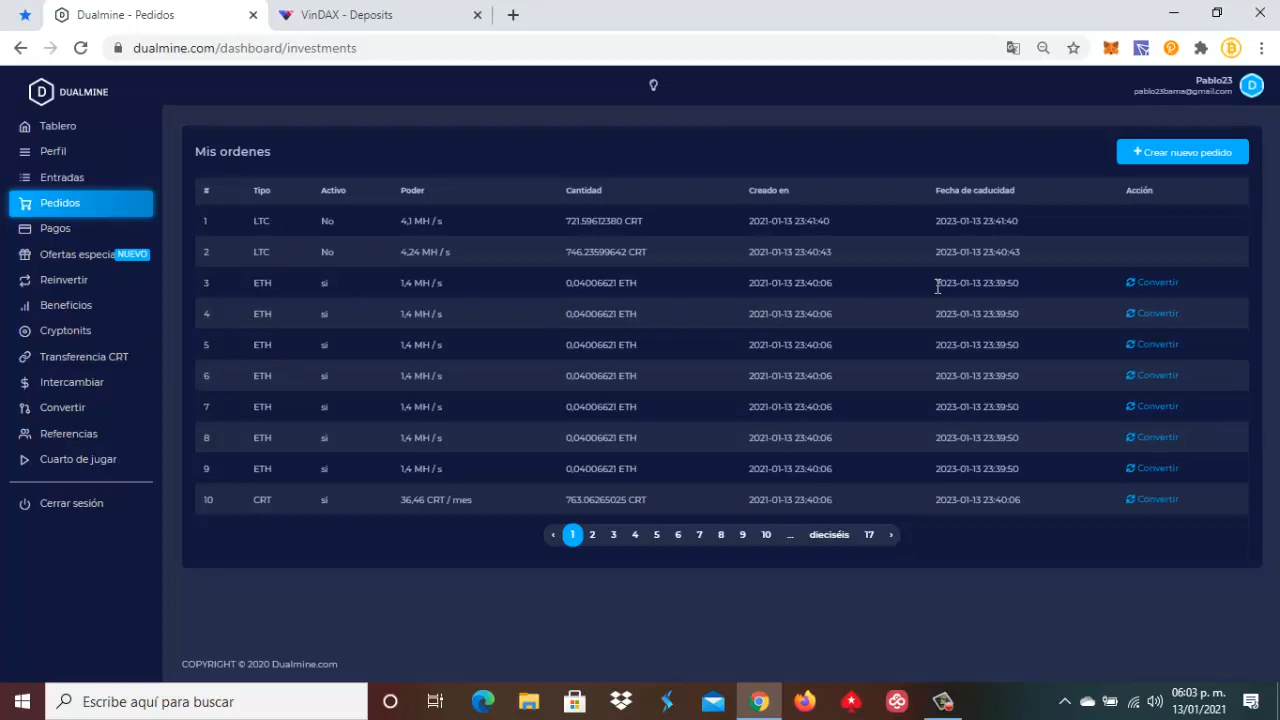 Dualmine - Pedidos
VinDAX - Deposits
dualmine.com/dashboard/investments
DUALMINE
Pablo23
pablo23bama@gmail.com
Tablero
Perfil
Entradas
Pedidos
Pagos
Ofertas especia NUEVO
Reinvertir
Beneficios
Cryptonits
Transferencia CRT
Intercambiar
Convertir
Referencias
Cuarto de jugar
Cerrar sesión
Mis ordenes
+ Crear nuevo pedido
# Tipo Activo Poder Cantidad Creado en Fecha de caducidad Acción
1 LTC No 4,1 MH / s 721.59612380 CRT 2021-01-13 23:41:40 2023-01-13 23:41:40
2 LTC No 4,24 MH / s 746.23599642 CRT 2021-01-13 23:40:43 2023-01-13 23:40:43
3 ETH si 1,4 MH / s 0,04006621 ETH 2021-01-13 23:40:06 2023-01-13 23:39:50 Convertir
4 ETH si 1,4 MH / s 0,04006621 ETH 2021-01-13 23:40:06 2023-01-13 23:39:50 Convertir
5 ETH si 1,4 MH / s 0,04006621 ETH 2021-01-13 23:40:06 2023-01-13 23:39:50 Convertir
6 ETH si 1,4 MH / s 0,04006621 ETH 2021-01-13 23:40:06 2023-01-13 23:39:50 Convertir
7 ETH si 1,4 MH / s 0,04006621 ETH 2021-01-13 23:40:06 2023-01-13 23:39:50 Convertir
8 ETH si 1,4 MH / s 0,04006621 ETH 2021-01-13 23:40:06 2023-01-13 23:39:50 Convertir
9 ETH si 1,4 MH / s 0,04006621 ETH 2021-01-13 23:40:06 2023-01-13 23:39:50 Convertir
10 CRT si 36,46 CRT / mes 763.06265025 CRT 2021-01-13 23:40:06 2023-01-13 23:40:06 Convertir
‹ 1 2 3 4 5 6 7 8 9 10 ... dieciséis 17 ›
COPYRIGHT © 2020 Dualmine.com
Escribe aquí para buscar
06:03 p. m.
13/01/2021